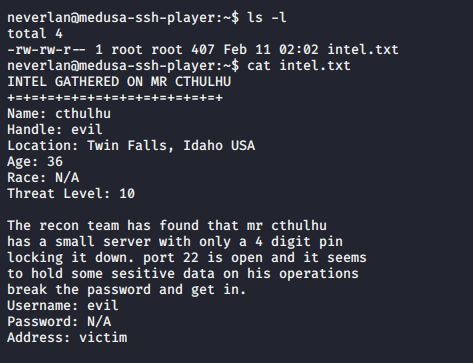 neverlan@medusa-ssh-player:~$ ls -l
total 4
-rw-rw-r-- 1 root root 407 Feb 11 02:02 intel.txt
neverlan@medusa-ssh-player:~$ cat intel.txt
INTEL GATHERED ON MR CTHULHU
+=+=+=+=+=+=+=+=+=+=+=+=+=+
Name: cthulhu
Handle: evil
Location: Twin Falls, Idaho USA
Age: 36
Race: N/A
Threat Level: 10
The recon team has found that mr cthulhu
has a small server with only a 4 digit pin
locking it down. port 22 is open and it seems
to hold some sesitive data on his operations
break the password and get in.
Username: evil
Password: N/A
Address: victim